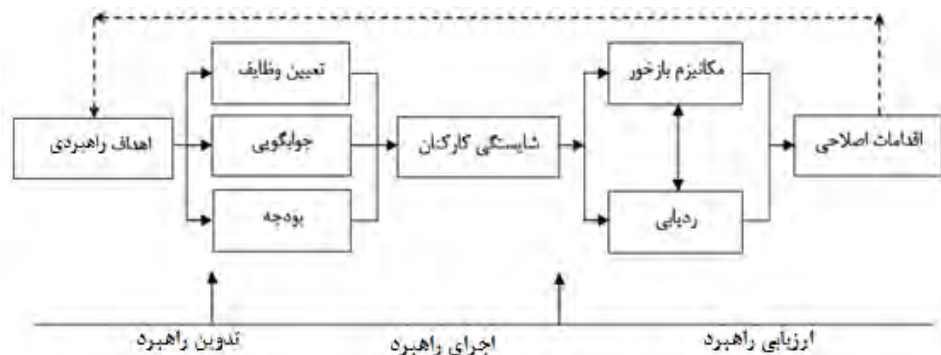 تعیین وظایف
مکانیزم بازخور
اهداف راهبردی
جوابگویی
شایستگی کارکنان
اقدامات اصلاحی
بودجه
ردیابی
تدوین راهبرد
اجرای راهبرد
ارزیابی راهبرد